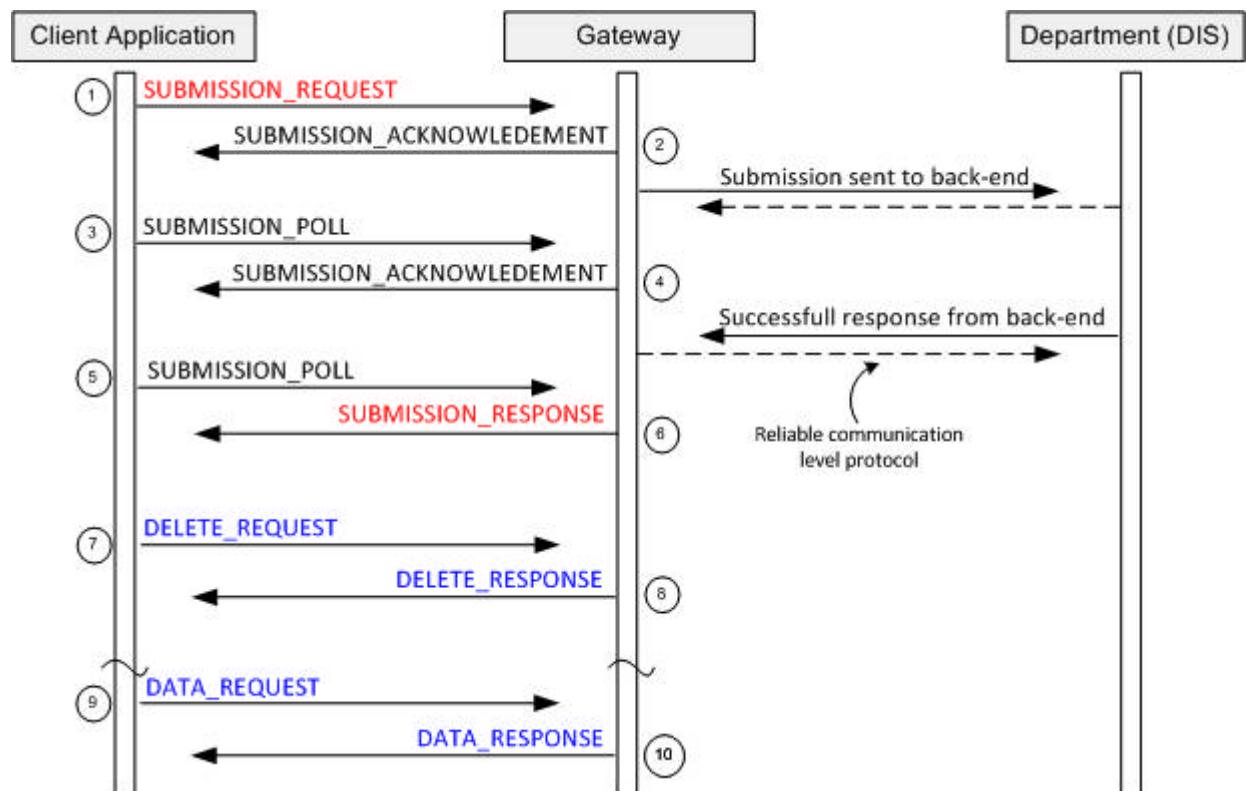 Client Application
Gateway
Department (DIS)
1
SUBMISSION_REQUEST
SUBMISSION_ACKNOWLEDEMENT
2
Submission sent to back-end
3
SUBMISSION_POLL
SUBMISSION_ACKNOWLEDEMENT
4
Successfull response from back-end
5
SUBMISSION_POLL
SUBMISSION_RESPONSE
6
Reliable communication
level protocol
7
DELETE_REQUEST
DELETE_RESPONSE
8
9
DATA_REQUEST
DATA_RESPONSE
10